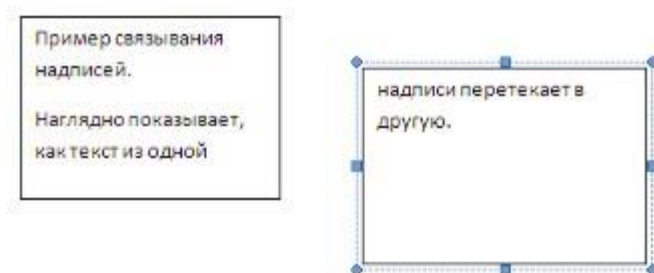 Пример связывания
надписей.
Наглядно показывает,
как текст из одной
надписи перетекает в
другую.